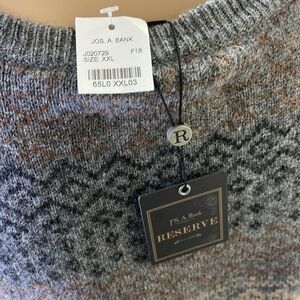 JOS. A. BANK
J020729 F18
SIZE: XXL
65L0 XXL03
R
JOS. A. Bank
RESERVE